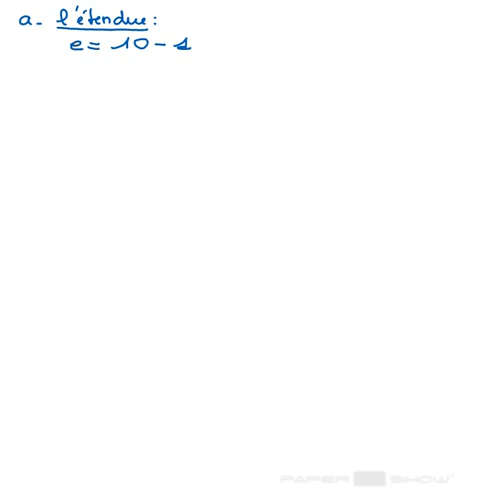 a- l'étendue :
e = 10 - 1
PAPER SHOW